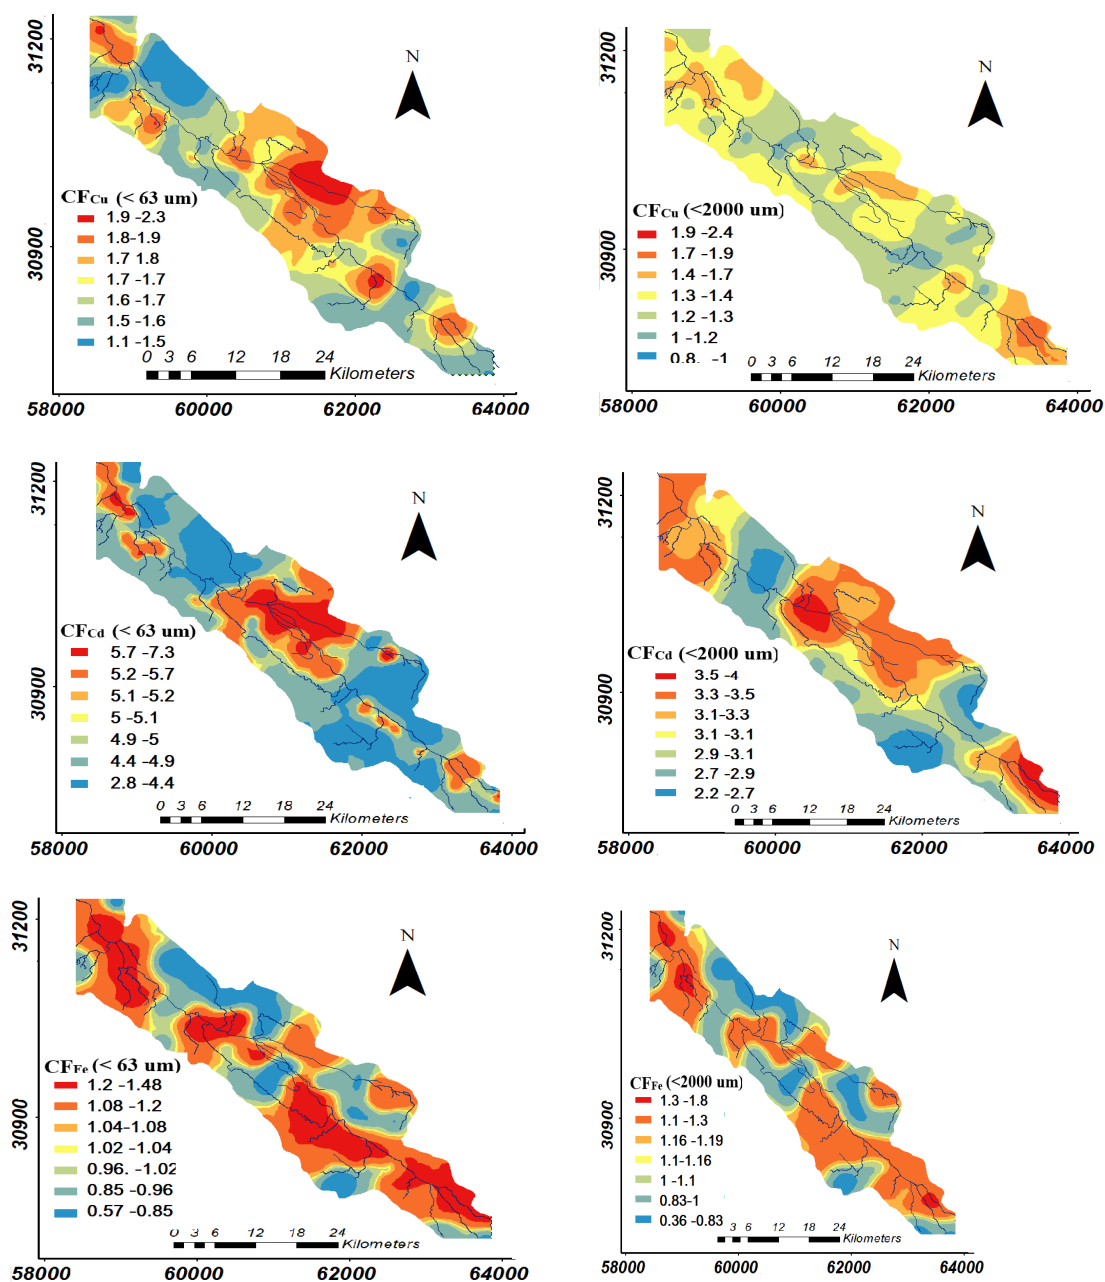 31200
30900
N
CFCu (< 63 um)
1.9 -2.3
1.8-1.9
1.7 1.8
1.7 -1.7
1.6 -1.7
1.5 -1.6
1.1 -1.5
0 3 6 12 18 24
Kilometers
58000 60000 62000 64000
31200
30900
N
CFCu (<2000 um)
1.9 -2.4
1.7 -1.9
1.4 -1.7
1.3 -1.4
1.2 -1.3
1 -1.2
0.8. -1
0 3 6 12 18 24
Kilometers
58000 60000 62000 64000
31200
30900
N
CFCd (< 63 um)
5.7 -7.3
5.2 -5.7
5.1 -5.2
5 -5.1
4.9 -5
4.4 -4.9
2.8 -4.4
0 3 6 12 18 24
Kilometers
58000 60000 62000 64000
31200
30900
N
CFCd (<2000 um)
3.5 -4
3.3 -3.5
3.1-3.3
3.1 -3.1
2.9 -3.1
2.7 -2.9
2.2 -2.7
0 3 6 12 18 24
Kilometers
58000 60000 62000 64000
31200
30900
N
CFFe (< 63 um)
1.2 -1.48
1.08 -1.2
1.04-1.08
1.02 -1.04
0.96. -1.02
0.85 -0.96
0.57 -0.85
0 3 6 12 18 24
Kilometers
58000 60000 62000 64000
31200
30900
N
CFFe (<2000 um)
1.3 -1.8
1.1 -1.3
1.16 -1.19
1.1-1.16
1 -1.1
0.83-1
0.36 -0.83
3 6 12 18 24
Kilometers
58000 60000 62000 64000